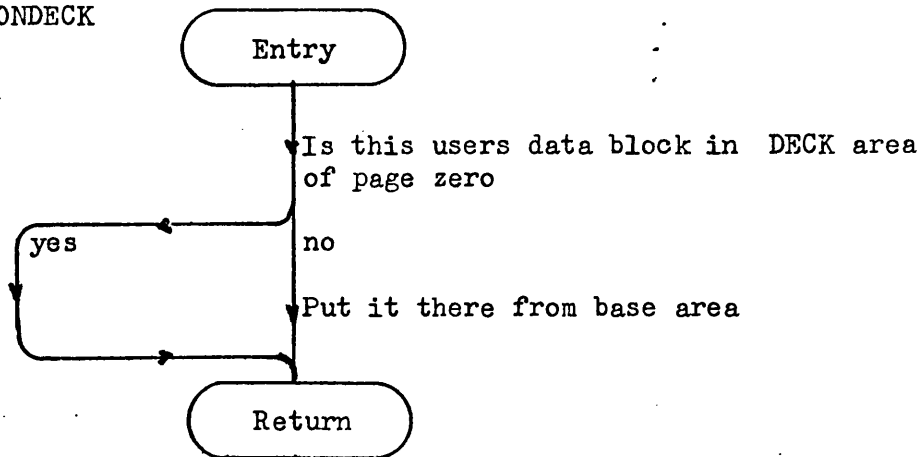 ONDECK
Entry
Is this users data block in DECK area
of page zero
yes
no
Put it there from base area
Return